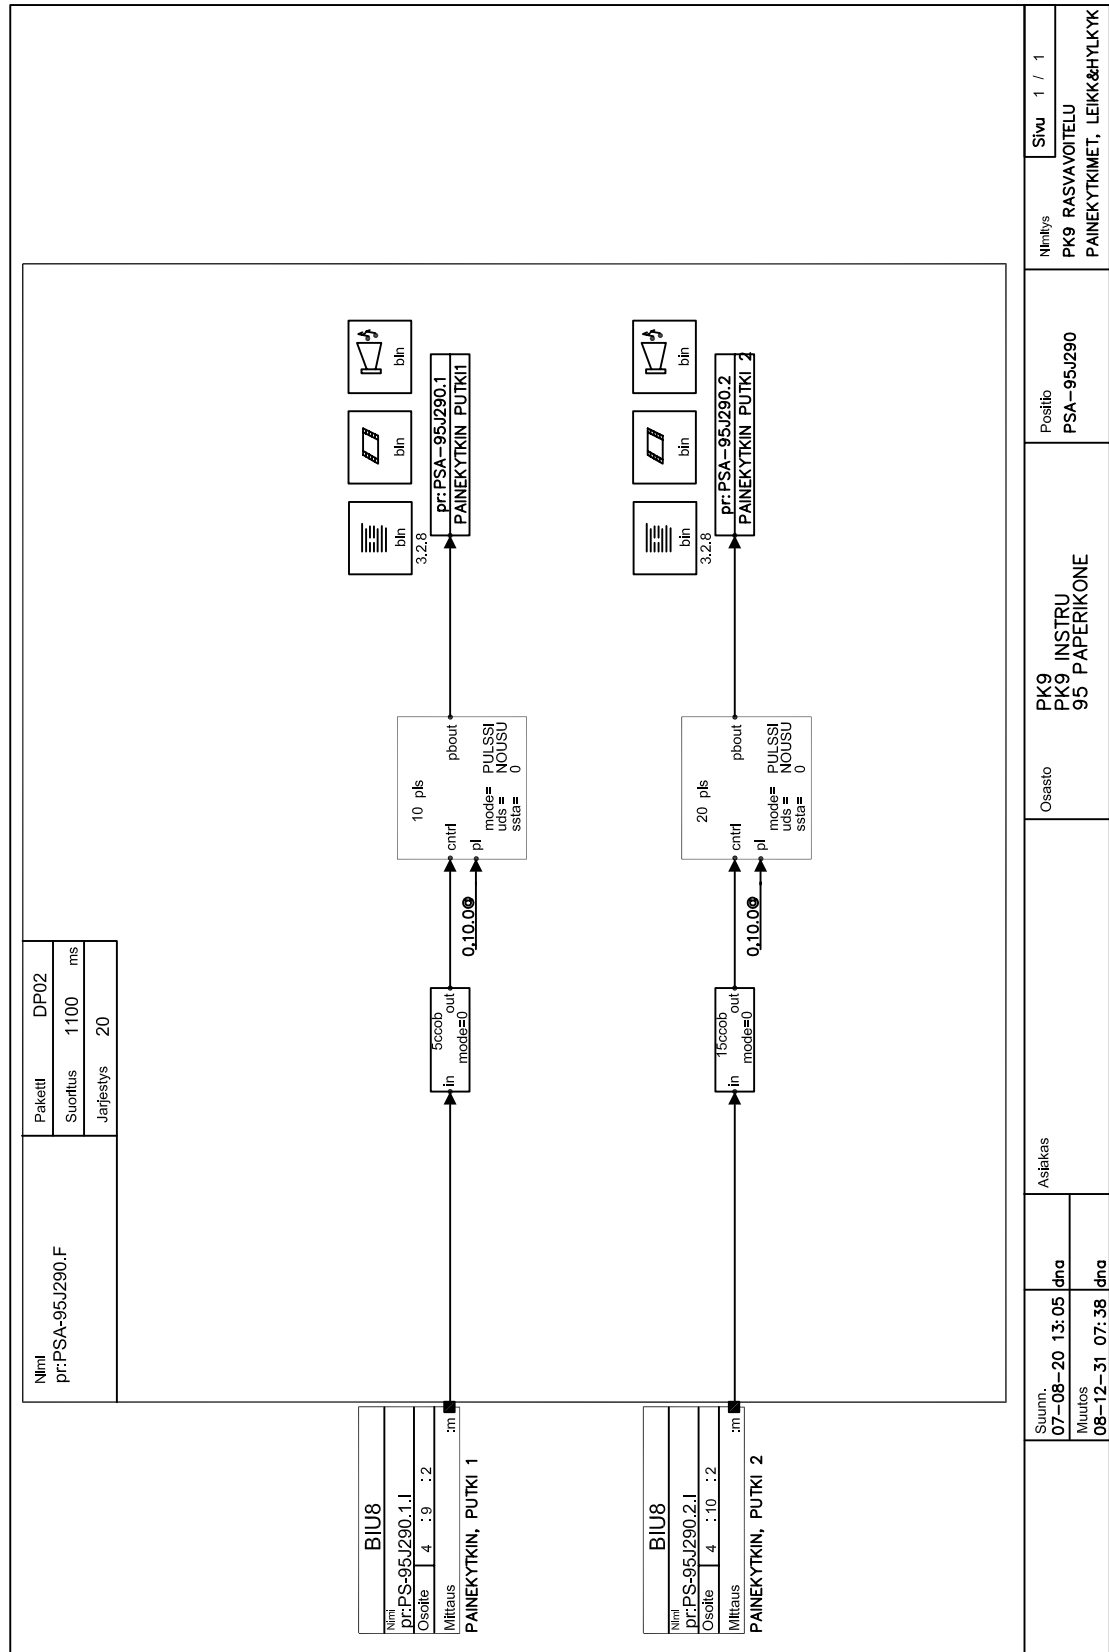 Nimi
pr:PSA-95J290.F
Paketti DP02
Suoritus 1100 ms
Jarjestys 20
BIU8
Nimi
pr:PS-95J290.1.I
Osoite 4 :9 :2
Mittaus :m
PAINEKYTKIN, PUTKI 1
in 5ccob out
mode=0
0,10.0@
10 pls
cntrl pbout
pl
mode= PULSSI
uds = NOUSU
ssta= 0
bin
bin
bin
3.2.8
pr:PSA-95J290.1
PAINEKYTKIN PUTKI1
BIU8
Nimi
pr:PS-95J290.2.I
Osoite 4 :10 :2
Mittaus :m
PAINEKYTKIN, PUTKI 2
in 15ccob out
mode=0
0,10.0@
20 pls
cntrl pbout
pl
mode= PULSSI
uds = NOUSU
ssta= 0
bin
bin
bin
3.2.8
pr:PSA-95J290.2
PAINEKYTKIN PUTKI 2
Suunn.
07-08-20 13:05 dna
Muutos
08-12-31 07:38 dna
Asiakas
Osasto
PK9
PK9 INSTRU
95 PAPERIKONE
Positio
PSA-95J290
Nimitys
Sivu 1 / 1
PK9 RASVAVOITELU
PAINEKYTKIMET, LEIKK&HYLKYK